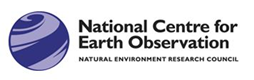 National Centre for
Earth Observation
NATURAL ENVIRONMENT RESEARCH COUNCIL